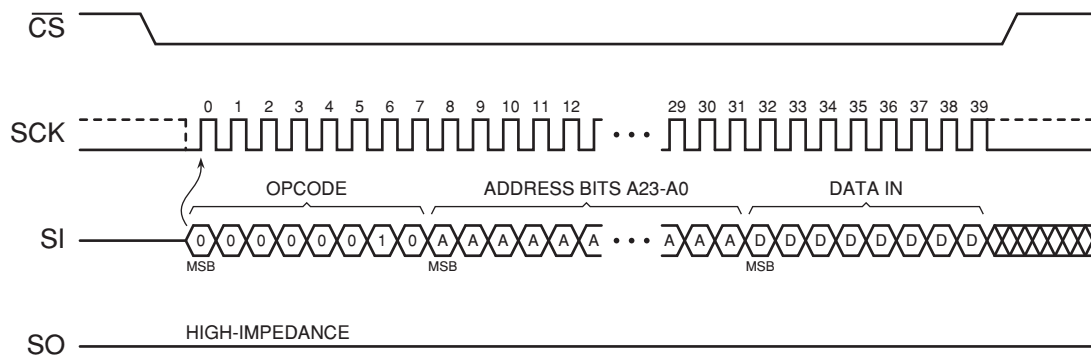 CS
0 1 2 3 4 5 6 7 8 9 10 11 12 29 30 31 32 33 34 35 36 37 38 39
SCK
OPCODE ADDRESS BITS A23-A0 DATA IN
SI 0 0 0 0 0 0 1 0 A A A A A A A A A D D D D D D D D
MSB MSB MSB
HIGH-IMPEDANCE
SO